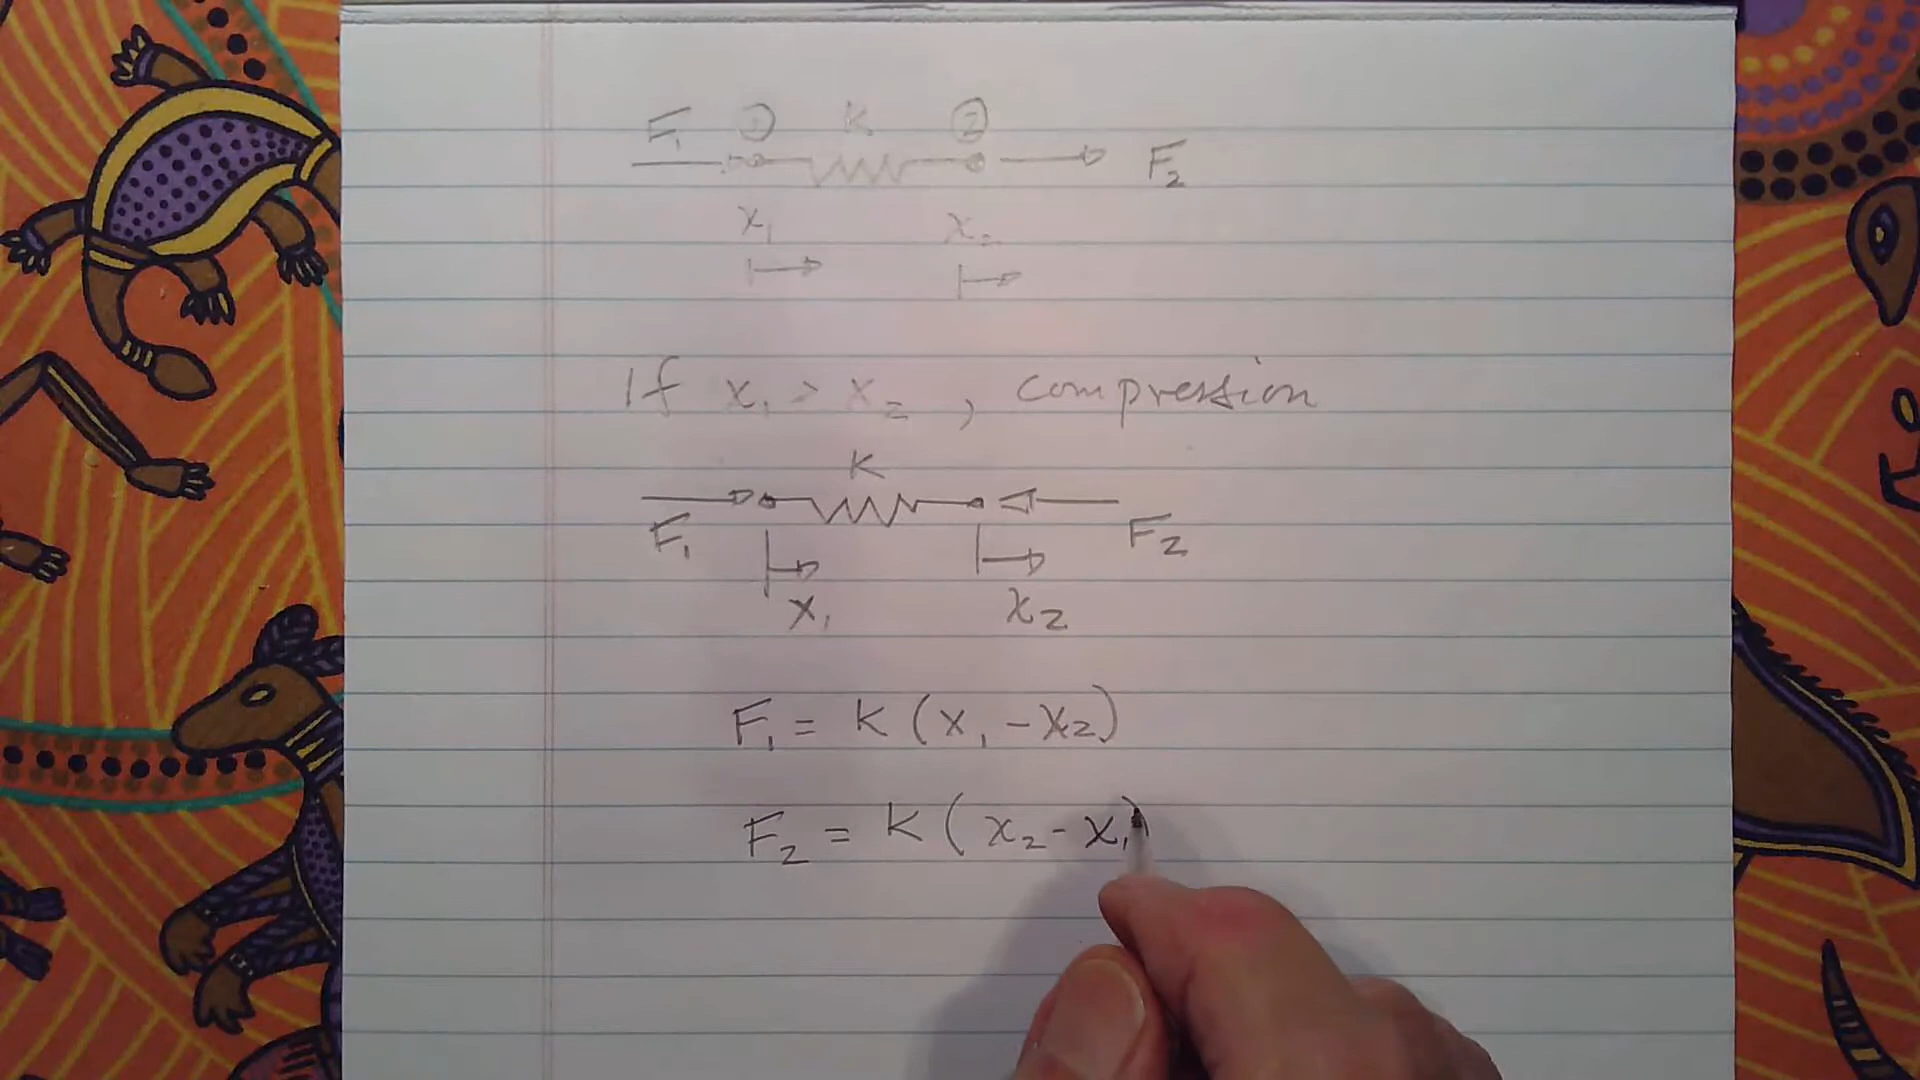 F₁ ① K ② F₂
x₁ x₂
If x₁ > x₂ , compression
K
F₁ F₂
x₁ x₂
F₁ = K (x₁ - x₂)
F₂ = K (x₂ - x₁)